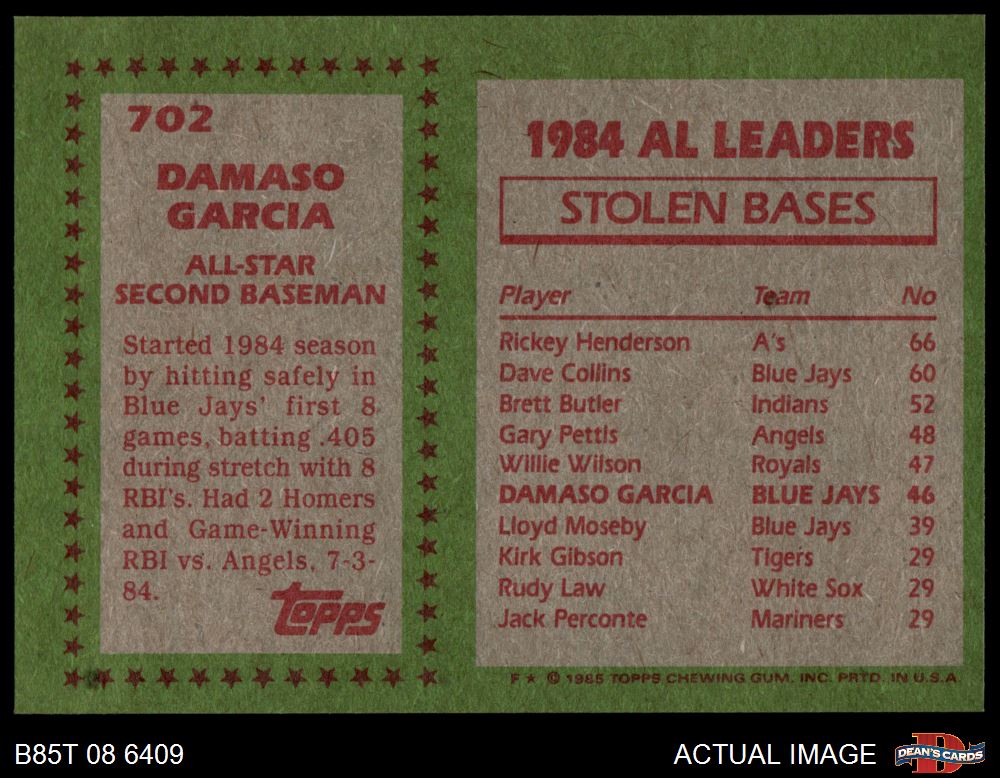 702
DAMASO
GARCIA
ALL-STAR
SECOND BASEMAN
Started 1984 season
by hitting safely in
Blue Jays' first 8
games, batting .405
during stretch with 8
RBI's. Had 2 Homers
and Game-Winning
RBI vs. Angels, 7-3-
84.
topps
1984 AL LEADERS
STOLEN BASES
Player Team No
Rickey Henderson A's 66
Dave Collins Blue Jays 60
Brett Butler Indians 52
Gary Pettis Angels 48
Willie Wilson Royals 47
DAMASO GARCIA BLUE JAYS 46
Lloyd Moseby Blue Jays 39
Kirk Gibson Tigers 29
Rudy Law White Sox 29
Jack Perconte Mariners 29
F ★ © 1985 TOPPS CHEWING GUM, INC. PRTD. IN U.S.A.
B85T 08 6409
ACTUAL IMAGE
D
DEAN'S CARDS